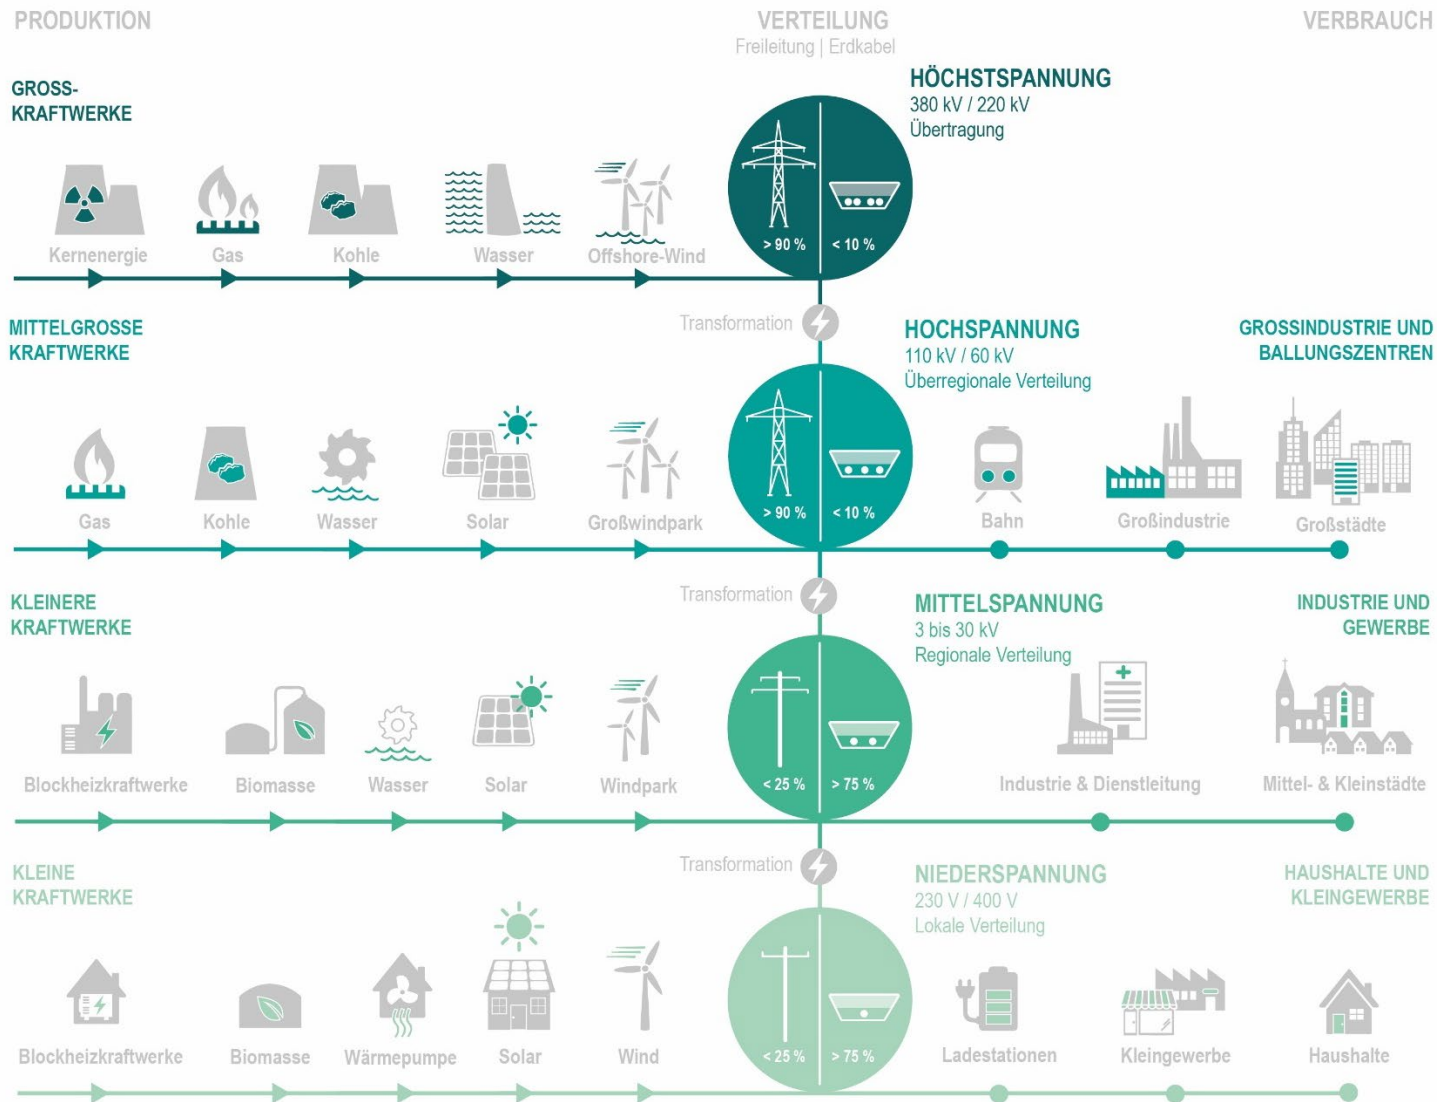 PRODUKTION
VERTEILUNG
Freileitung | Erdkabel
VERBRAUCH
GROSS-
KRAFTWERKE
HÖCHSTSPANNUNG
380 kV / 220 kV
Übertragung
Kernenergie
Gas
Kohle
Wasser
Offshore-Wind
> 90 %
< 10 %
Transformation
MITTELGROSSE
KRAFTWERKE
HOCHSPANNUNG
110 kV / 60 kV
Überregionale Verteilung
GROSSINDUSTRIE UND
BALLUNGSZENTREN
Gas
Kohle
Wasser
Solar
Großwindpark
> 90 %
< 10 %
Bahn
Großindustrie
Großstädte
Transformation
KLEINERE
KRAFTWERKE
MITTELSPANNUNG
3 bis 30 kV
Regionale Verteilung
INDUSTRIE UND
GEWERBE
Blockheizkraftwerke
Biomasse
Wasser
Solar
Windpark
< 25 %
> 75 %
Industrie & Dienstleitung
Mittel- & Kleinstädte
Transformation
KLEINE
KRAFTWERKE
NIEDERSPANNUNG
230 V / 400 V
Lokale Verteilung
HAUSHALTE UND
KLEINGEWERBE
Blockheizkraftwerke
Biomasse
Wärmepumpe
Solar
Wind
< 25 %
> 75 %
Ladestationen
Kleingewerbe
Haushalte